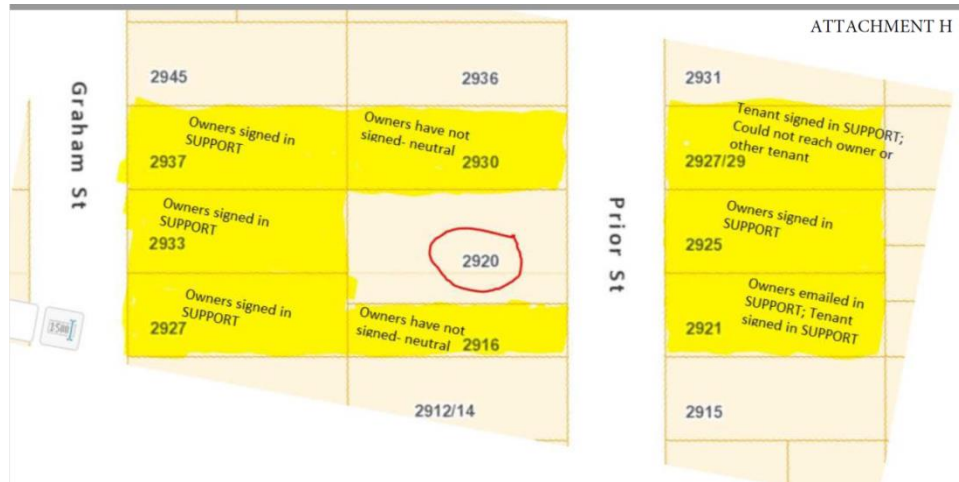 ATTACHMENT H
Graham St
2945
2936
2931
Owners signed in
SUPPORT
2937
Owners have not
signed- neutral
2930
Tenant signed in SUPPORT;
Could not reach owner or
other tenant
2927/29
Owners signed in
SUPPORT
2933
2920
Prior St
Owners signed in
SUPPORT
2925
Owners signed in
SUPPORT
2927
Owners have not
signed- neutral
2916
Owners emailed in
SUPPORT; Tenant
signed in SUPPORT
2921
2912/14
2915